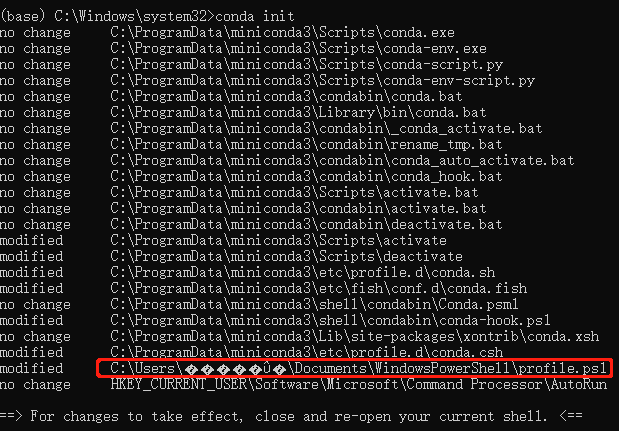 (base) C:\Windows\system32>conda init
no change     C:\ProgramData\miniconda3\Scripts\conda.exe
no change     C:\ProgramData\miniconda3\Scripts\conda-env.exe
no change     C:\ProgramData\miniconda3\Scripts\conda-script.py
no change     C:\ProgramData\miniconda3\Scripts\conda-env-script.py
no change     C:\ProgramData\miniconda3\condabin\conda.bat
no change     C:\ProgramData\miniconda3\Library\bin\conda.bat
no change     C:\ProgramData\miniconda3\condabin\_conda_activate.bat
no change     C:\ProgramData\miniconda3\condabin\rename_tmp.bat
no change     C:\ProgramData\miniconda3\condabin\conda_auto_activate.bat
no change     C:\ProgramData\miniconda3\condabin\conda_hook.bat
no change     C:\ProgramData\miniconda3\Scripts\activate.bat
no change     C:\ProgramData\miniconda3\condabin\activate.bat
no change     C:\ProgramData\miniconda3\condabin\deactivate.bat
modified      C:\ProgramData\miniconda3\Scripts\activate
modified      C:\ProgramData\miniconda3\Scripts\deactivate
modified      C:\ProgramData\miniconda3\etc\profile.d\conda.sh
modified      C:\ProgramData\miniconda3\etc\fish\conf.d\conda.fish
no change     C:\ProgramData\miniconda3\shell\condabin\Conda.psm1
modified      C:\ProgramData\miniconda3\shell\condabin\conda-hook.ps1
no change     C:\ProgramData\miniconda3\Lib\site-packages\xontrib\conda.xsh
modified      C:\ProgramData\miniconda3\etc\profile.d\conda.csh
modified      C:\Users\�����û�\Documents\WindowsPowerShell\profile.ps1
no change     HKEY_CURRENT_USER\Software\Microsoft\Command Processor\AutoRun
==> For changes to take effect, close and re-open your current shell. <==